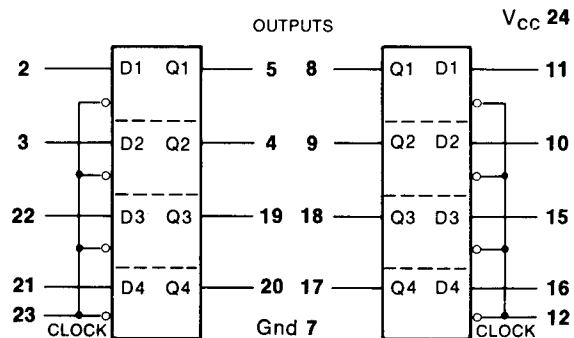 OUTPUTS VCC 24
2 D1 Q1 5 8 Q1 D1 11
3 D2 Q2 4 9 Q2 D2 10
22 D3 Q3 19 18 Q3 D3 15
21 D4 Q4 20 17 Q4 D4 16
23 12
CLOCK Gnd 7 CLOCK